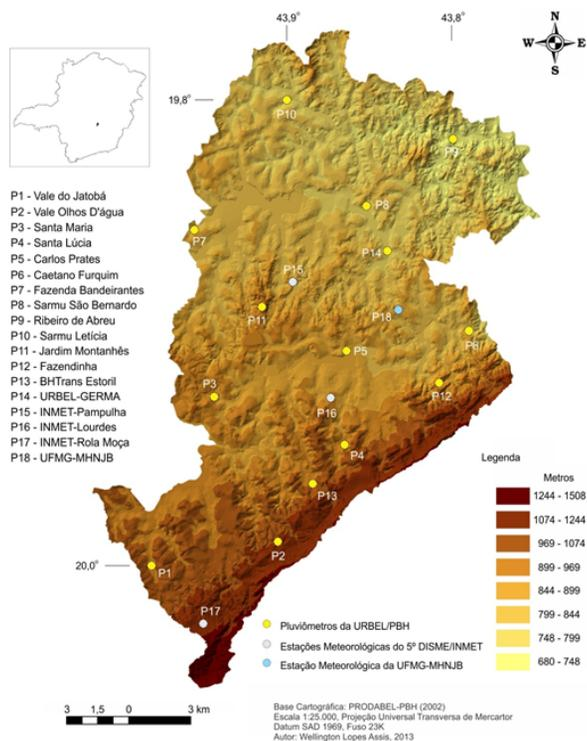 43,9
43,8
N
W
E
S
19,8°
P10
P9
P8
P7
P14
P15
P11
P18
P6
P5
P3
P12
P16
P4
P13
P2
20,0°
P1
P17
P1 - Vale do Jatobá
P2 - Vale Olhos D'água
P3 - Santa Maria
P4 - Santa Lúcia
P5 - Carlos Prates
P6 - Caetano Furquim
P7 - Fazenda Bandeirantes
P8 - Sarmu São Bernardo
P9 - Ribeiro de Abreu
P10 - Sarmu Letícia
P11 - Jardim Montanhês
P12 - Fazendinha
P13 - BHTrans Estoril
P14 - URBEL-GERMA
P15 - INMET-Pampulha
P16 - INMET-Lourdes
P17 - INMET-Rola Moça
P18 - UFMG-MHNJB
Legenda
Metros
1244 - 1508
1074 - 1244
969 - 1074
899 - 969
844 - 899
799 - 844
748 - 799
680 - 748
Pluviômetros da URBEL/PBH
Estações Meteorológicas do 5º DISME/INMET
Estação Meteorológica da UFMG-MHNJB
3 1,5 0 3 km
Base Cartográfica: PRODABEL-PBH (2002)
Escala 1:25.000, Projeção Universal Transversa de Mercartor
Datum SAD 1969, Fuso 23K
Autor: Wellington Lopes Assis, 2013